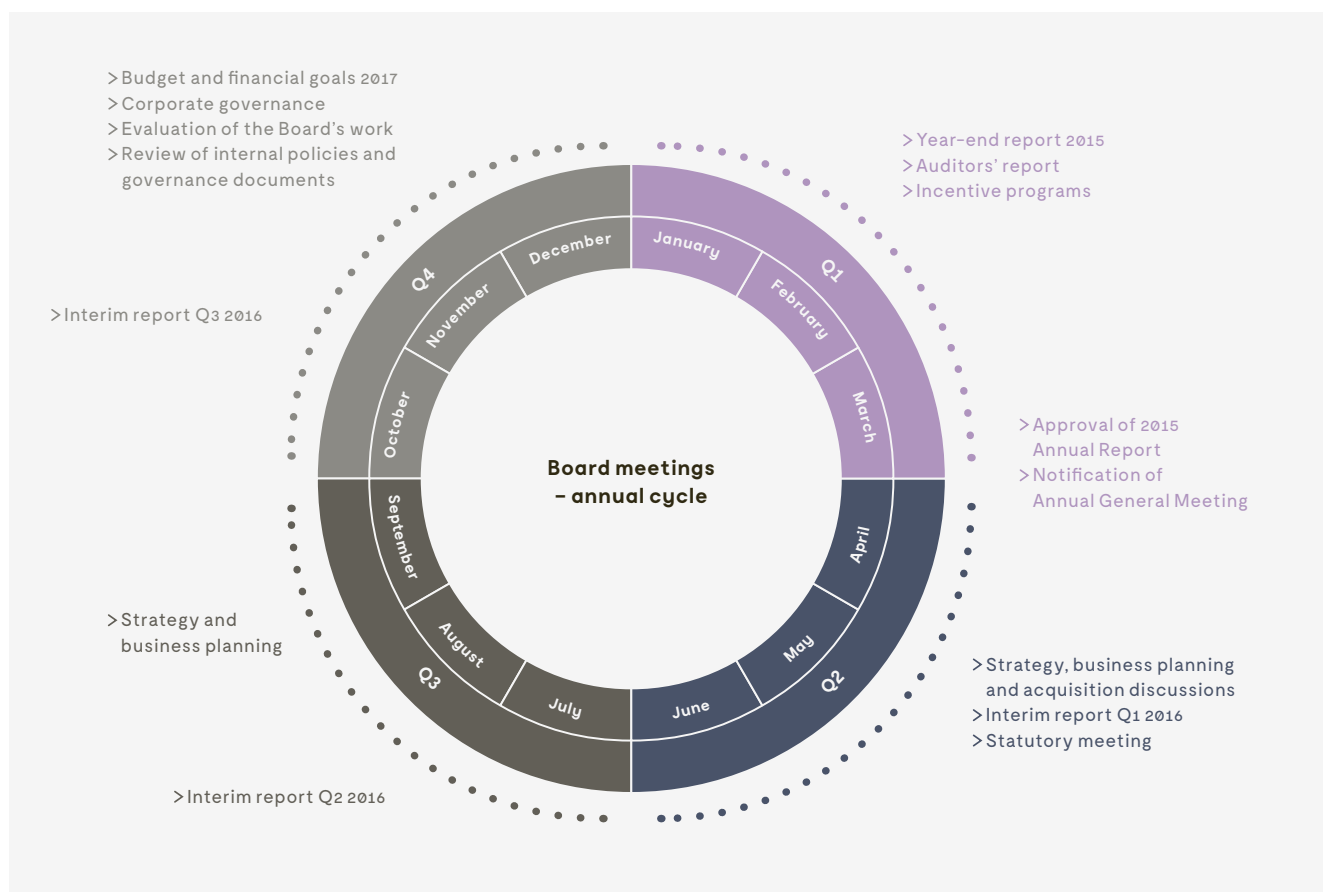 > Budget and financial goals 2017
> Corporate governance
> Evaluation of the Board's work
> Review of internal policies and
governance documents
> Year-end report 2015
> Auditors' report
> Incentive programs
> Interim report Q3 2016
> Approval of 2015
Annual Report
> Notification of
Annual General Meeting
> Strategy and
business planning
> Strategy, business planning
and acquisition discussions
> Interim report Q1 2016
> Statutory meeting
> Interim report Q2 2016
Q1
January
February
March
Q2
April
May
June
Q3
July
August
September
Q4
October
November
December
Board meetings
– annual cycle